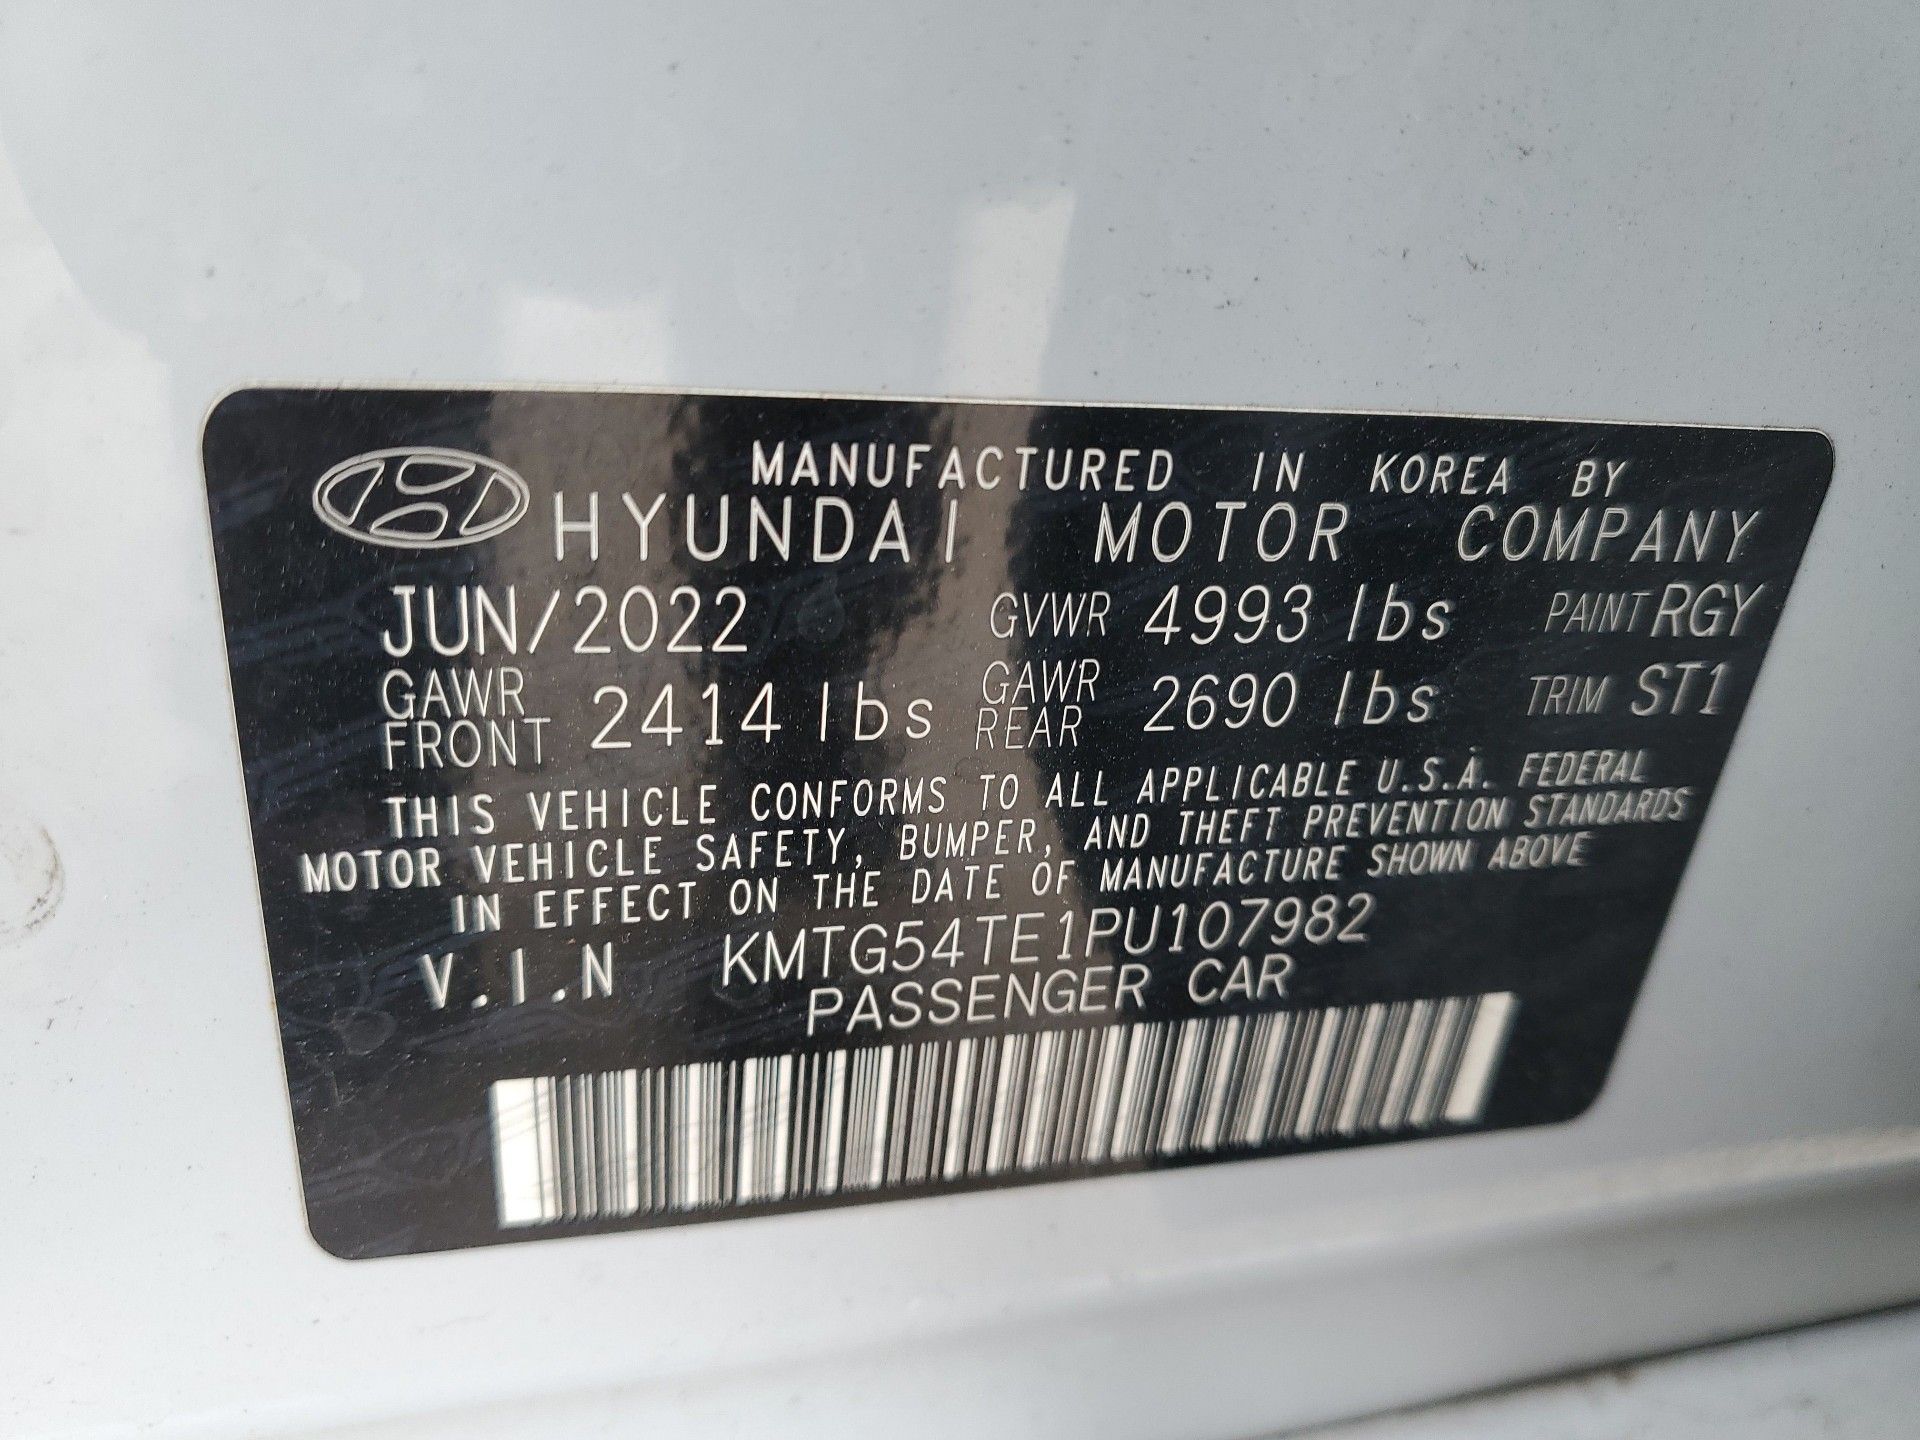 MANUFACTURED IN KOREA BY
HYUNDAI MOTOR COMPANY
JUN/2022 GVWR 4993 lbs PAINT RGY
GAWR FRONT 2414 lbs GAWR REAR 2690 lbs TRIM ST1
THIS VEHICLE CONFORMS TO ALL APPLICABLE U.S.A. FEDERAL
MOTOR VEHICLE SAFETY, BUMPER, AND THEFT PREVENTION STANDARDS
IN EFFECT ON THE DATE OF MANUFACTURE SHOWN ABOVE
V.I.N KMTG54TE1PU107982
PASSENGER CAR